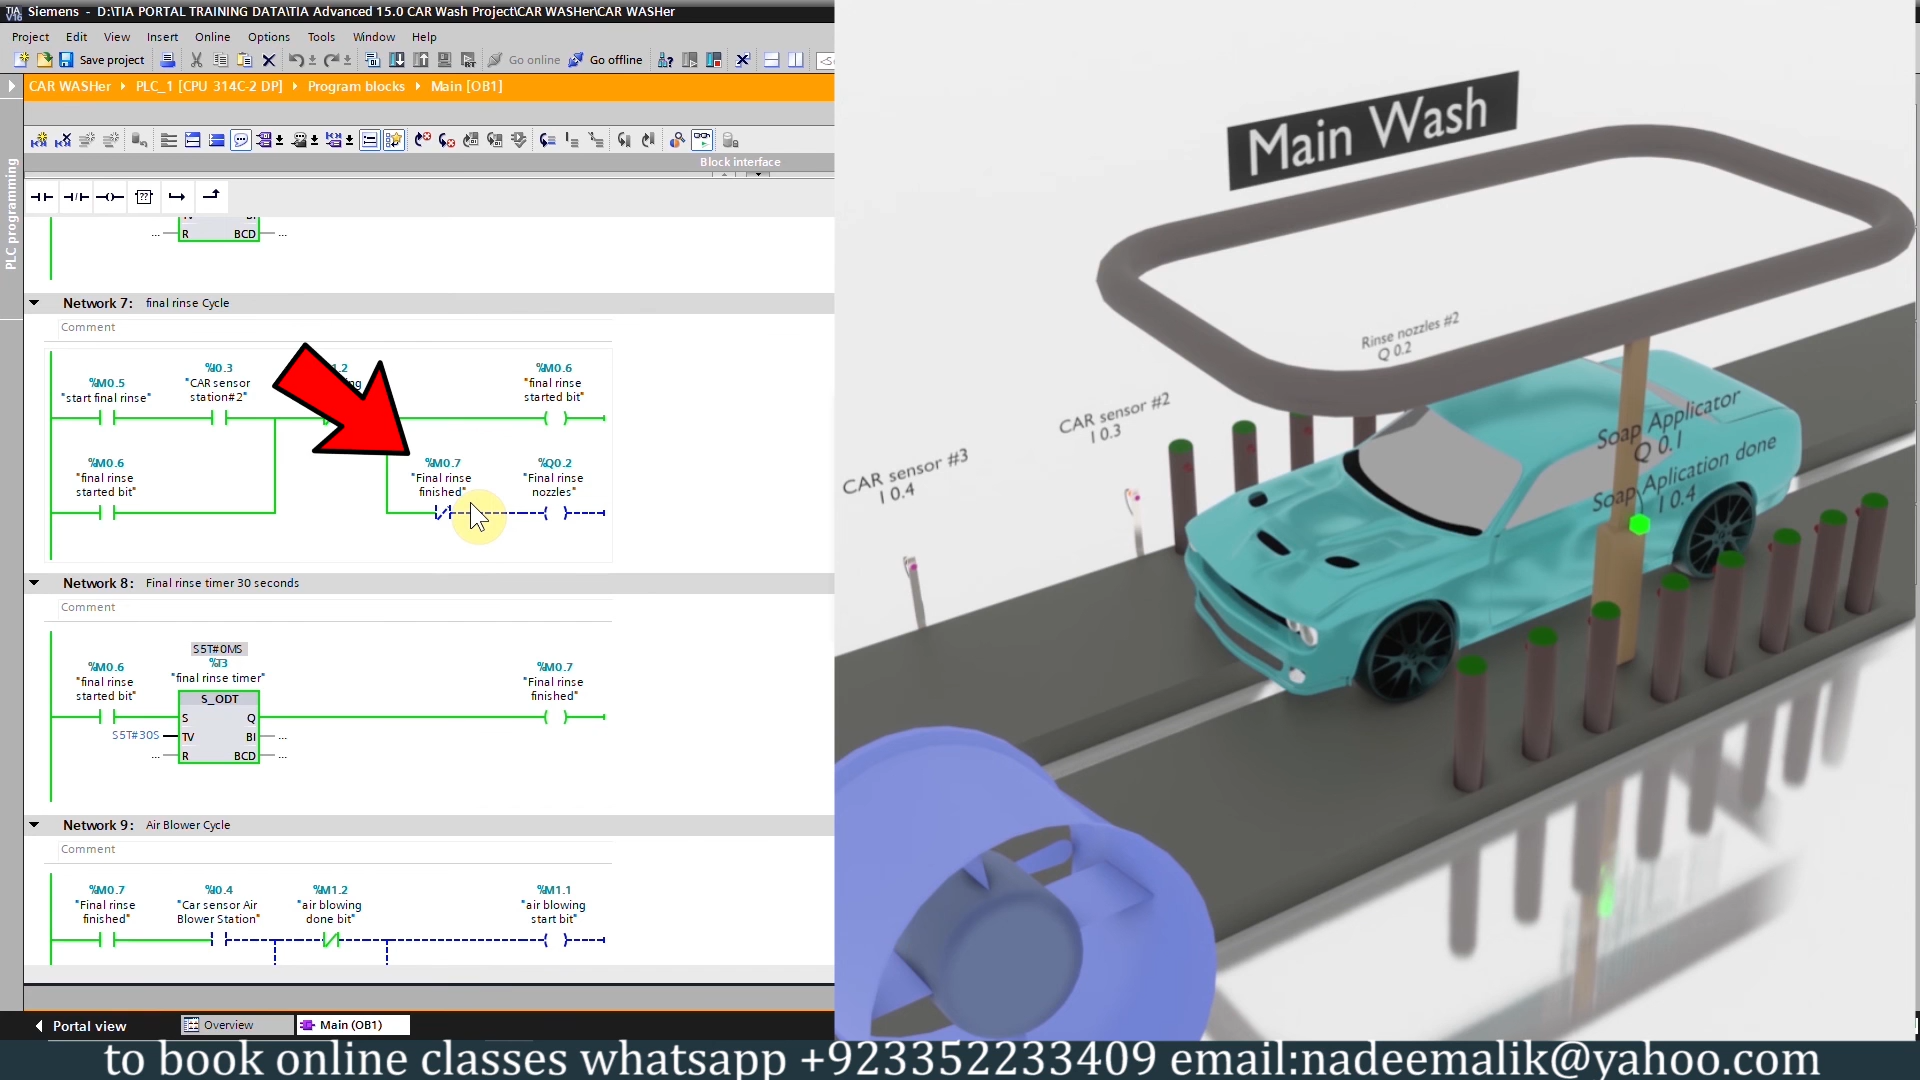 Siemens - D:\TIA PORTAL TRAINING DATA\TIA Advanced 15.0 CAR Wash Project\CAR WASHer\CAR WASHer
Project Edit View Insert Online Options Tools Window Help
Save project Go online Go offline
CAR WASHer PLC_1 [CPU 314C-2 DP] Program blocks Main [OB1]
Block interface
PLC programming
R BCD ...
Network 7: final rinse Cycle
Comment
%M0.5
"start final rinse"
%I0.3
"CAR sensor
station#2"
%M0.6
"final rinse
started bit"
%M0.6
"final rinse
started bit"
%M0.7
"Final rinse
finished"
%Q0.2
"Final rinse
nozzles"
Network 8: Final rinse timer 30 seconds
Comment
%M0.6
"final rinse
started bit"
S5T#0MS
%T3
"final rinse timer"
S_ODT
S Q
S5T#30S TV BI ...
... R BCD ...
%M0.7
"Final rinse
finished"
Network 9: Air Blower Cycle
Comment
%M0.7
"Final rinse
finished"
%I0.4
"Car sensor Air
Blower Station"
%M1.2
"air blowing
done bit"
%M1.1
"air blowing
start bit"
Portal view Overview Main (OB1)
Main Wash
Rinse nozzles #2
Q 0.2
CAR sensor #2
I 0.3
CAR sensor #3
I 0.4
Soap Applicator
Q 0.1
Soap Aplication done
I 0.4
to book online classes whatsapp +923352233409 email:nadeemalik@yahoo.com